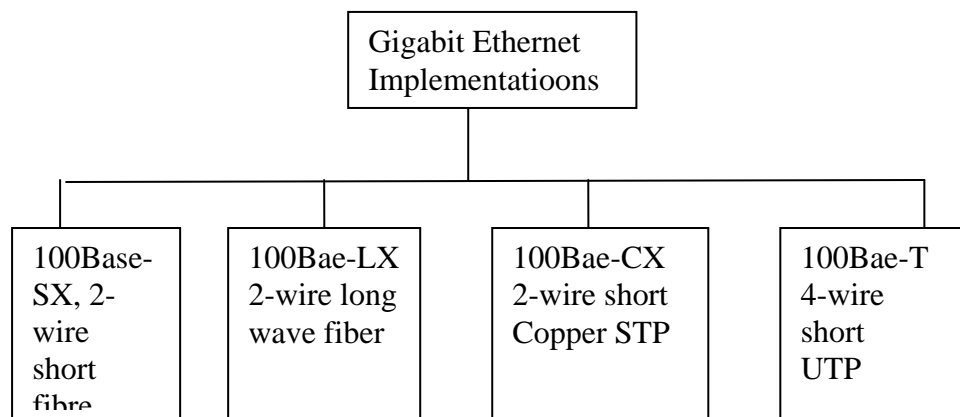 Gigabit Ethernet
Implementatioons
100Base-
SX, 2-
wire
short
fibre
100Bae-LX
2-wire long
wave fiber
100Bae-CX
2-wire short
Copper STP
100Bae-T
4-wire
short
UTP